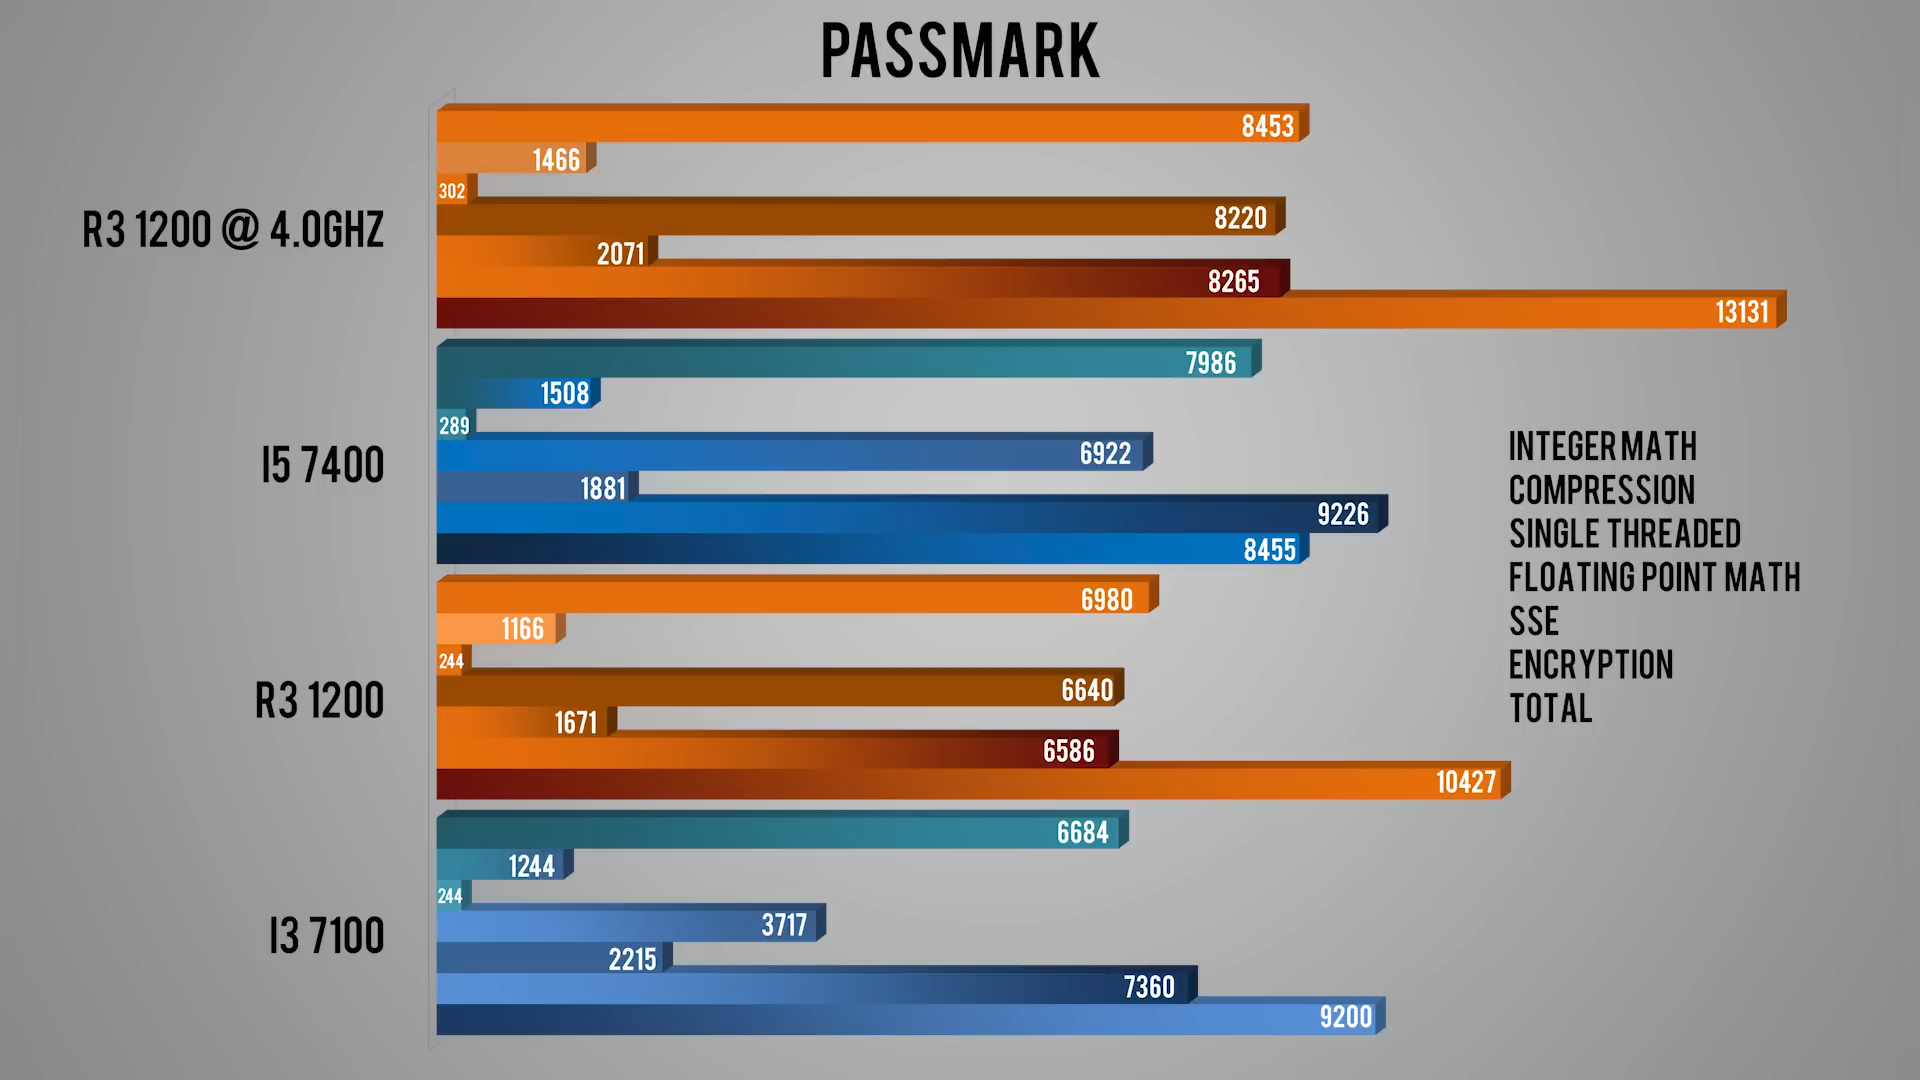 PASSMARK
8453
1466
302
8220
R3 1200 @ 4.0GHZ
2071
8265
13131
7986
1508
289
6922
I5 7400
1881
9226
8455
6980
1166
244
6640
R3 1200
1671
6586
10427
6684
1244
244
3717
I3 7100
2215
7360
9200
INTEGER MATH
COMPRESSION
SINGLE THREADED
FLOATING POINT MATH
SSE
ENCRYPTION
TOTAL